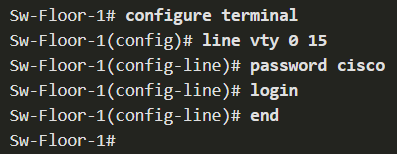 Sw-Floor-1# configure terminal
Sw-Floor-1(config)# line vty 0 15
Sw-Floor-1(config-line)# password cisco
Sw-Floor-1(config-line)# login
Sw-Floor-1(config-line)# end
Sw-Floor-1#